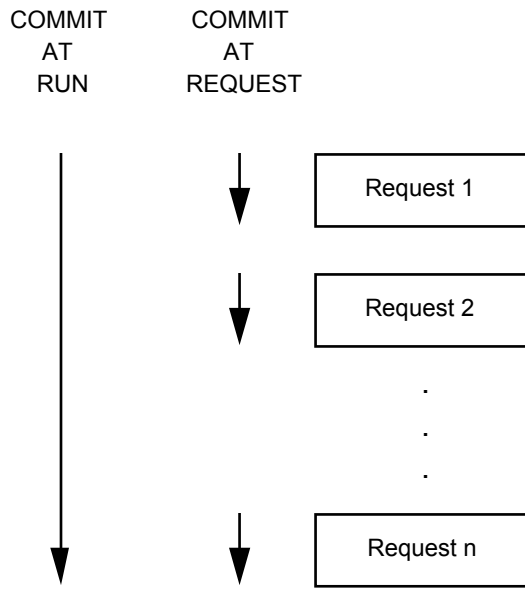 COMMIT
AT
RUN
COMMIT
AT
REQUEST
Request 1
Request 2
.
.
.
Request n